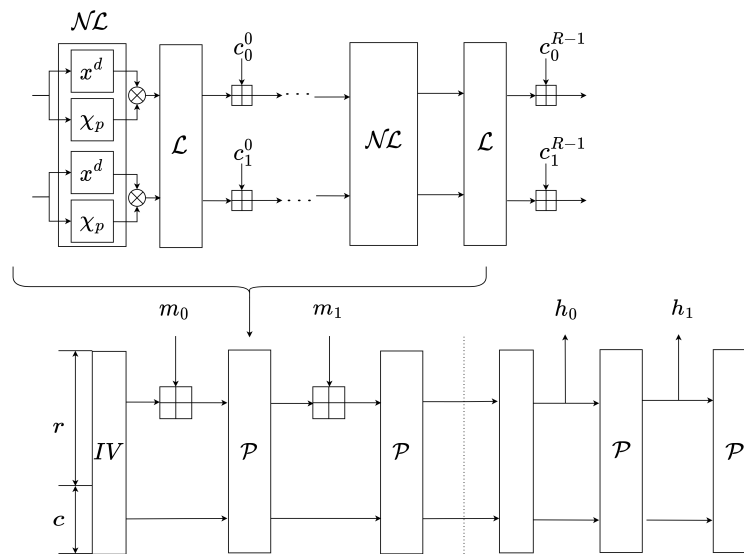 𝒩ℒ
x^d
χ_p
x^d
χ_p
ℒ
c_0^0
c_1^0
···
···
𝒩ℒ
ℒ
c_0^{R-1}
c_1^{R-1}
m_0
m_1
h_0
h_1
r
c
IV
𝒫
𝒫
𝒫
𝒫